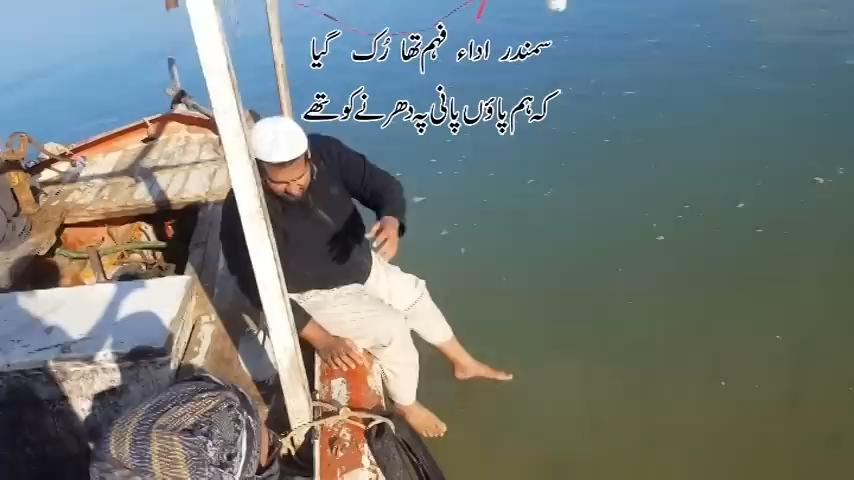 سمندر اداء فہم تھا رُک گیا
کہ ہم پاؤں پانی پہ دھرنے کو تھے